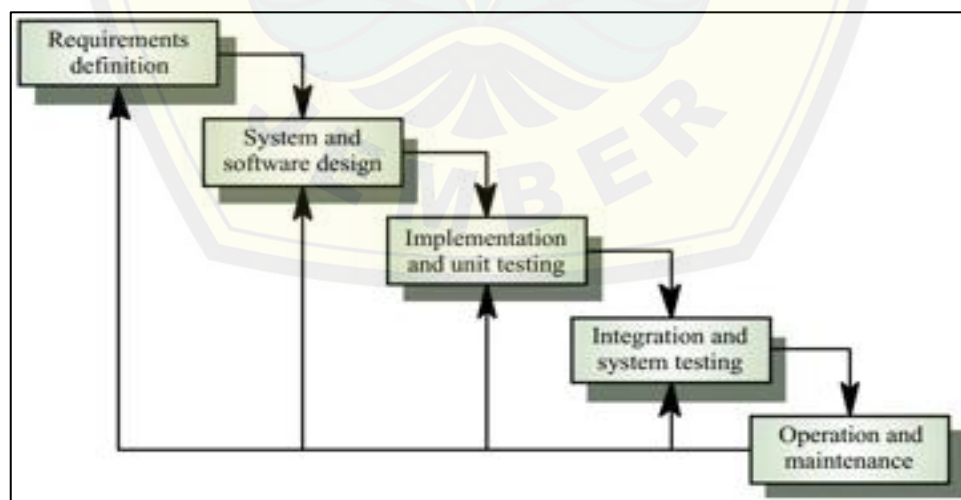 Requirements
definition
System and
software design
Implementation
and unit testing
Integration and
system testing
Operation and
maintenance